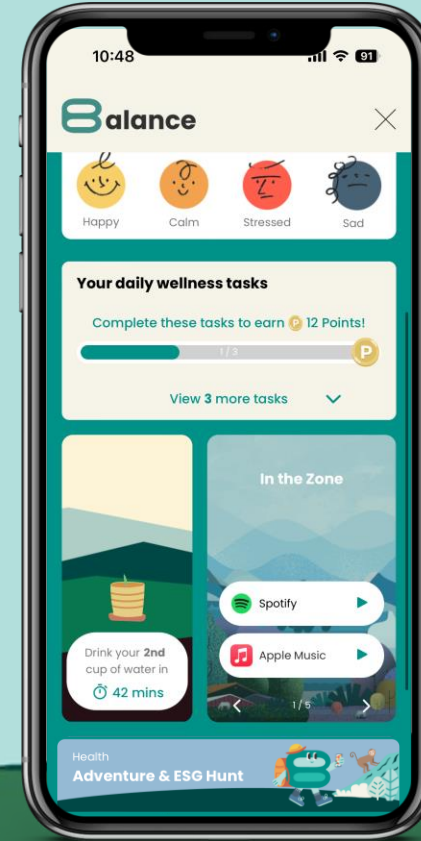 10:48
91
Balance
Happy
Calm
Stressed
Sad
Your daily wellness tasks
Complete these tasks to earn P 12 Points!
1 / 3
P
View 3 more tasks
In the Zone
Spotify
Apple Music
1 / 5
Drink your 2nd
cup of water in
42 mins
Health
Adventure & ESG Hunt